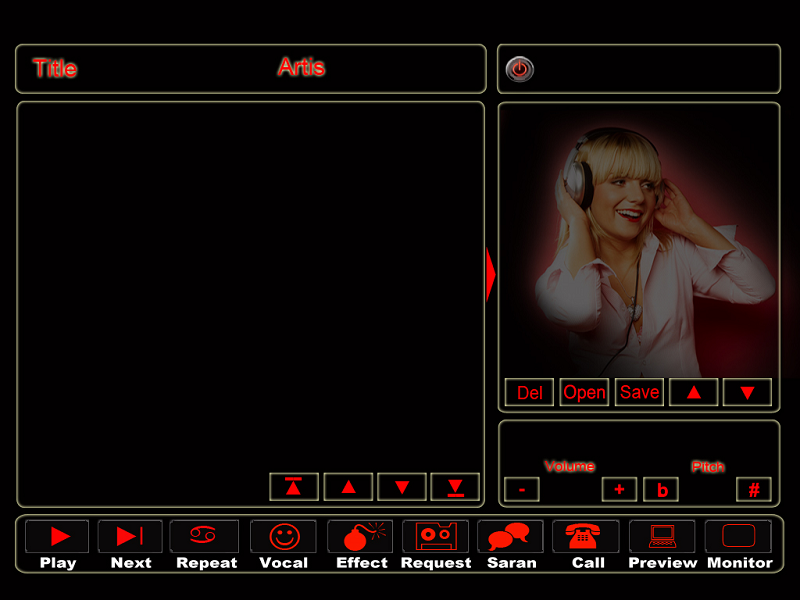 Title Artis
Del Open Save
Volume Pitch
- + b #
Play Next Repeat Vocal Effect Request Saran Call Preview Monitor